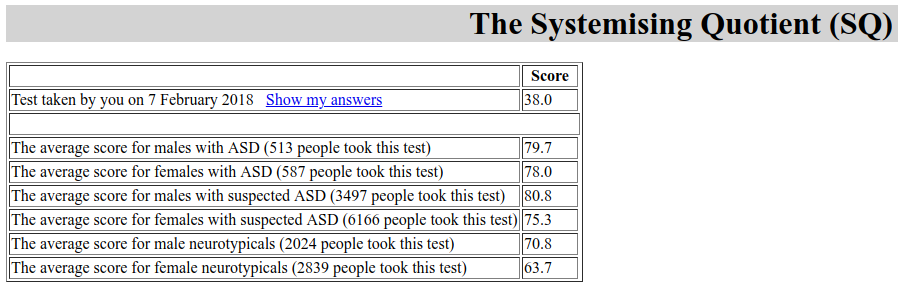 The Systemising Quotient (SQ)
Score
Test taken by you on 7 February 2018 Show my answers 38.0
The average score for males with ASD (513 people took this test) 79.7
The average score for females with ASD (587 people took this test) 78.0
The average score for males with suspected ASD (3497 people took this test) 80.8
The average score for females with suspected ASD (6166 people took this test) 75.3
The average score for male neurotypicals (2024 people took this test) 70.8
The average score for female neurotypicals (2839 people took this test) 63.7